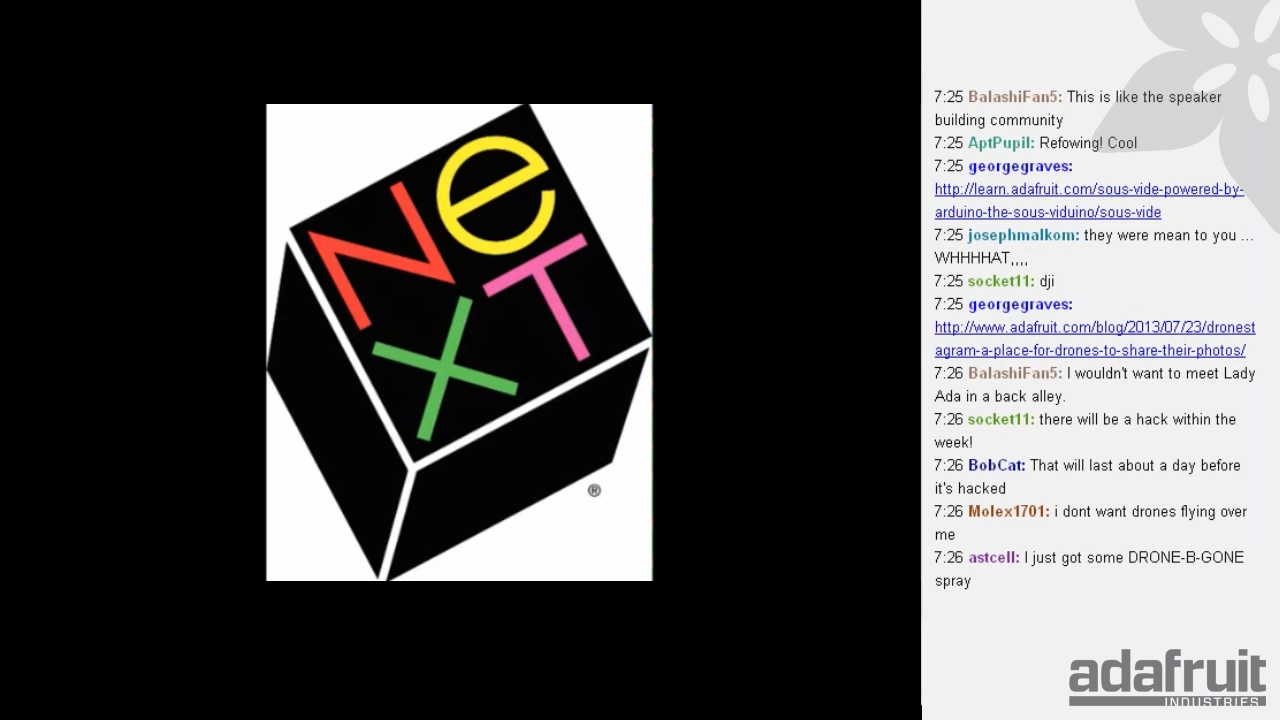 Ne
XT
®
7:25 BalashiFan5: This is like the speaker
building community
7:25 AptPupil: Refowing! Cool
7:25 georgegraves:
http://learn.adafruit.com/sous-vide-powered-by-
arduino-the-sous-viduino/sous-vide
7:25 josephmalkom: they were mean to you ...
WHHHHAT,,,,
7:25 socket11: dji
7:25 georgegraves:
http://www.adafruit.com/blog/2013/07/23/dronest
agram-a-place-for-drones-to-share-their-photos/
7:26 BalashiFan5: I wouldn't want to meet Lady
Ada in a back alley.
7:26 socket11: there will be a hack within the
week!
7:26 BobCat: That will last about a day before
it's hacked
7:26 Molex1701: i dont want drones flying over
me
7:26 astcell: I just got some DRONE-B-GONE
spray
adafruit
INDUSTRIES